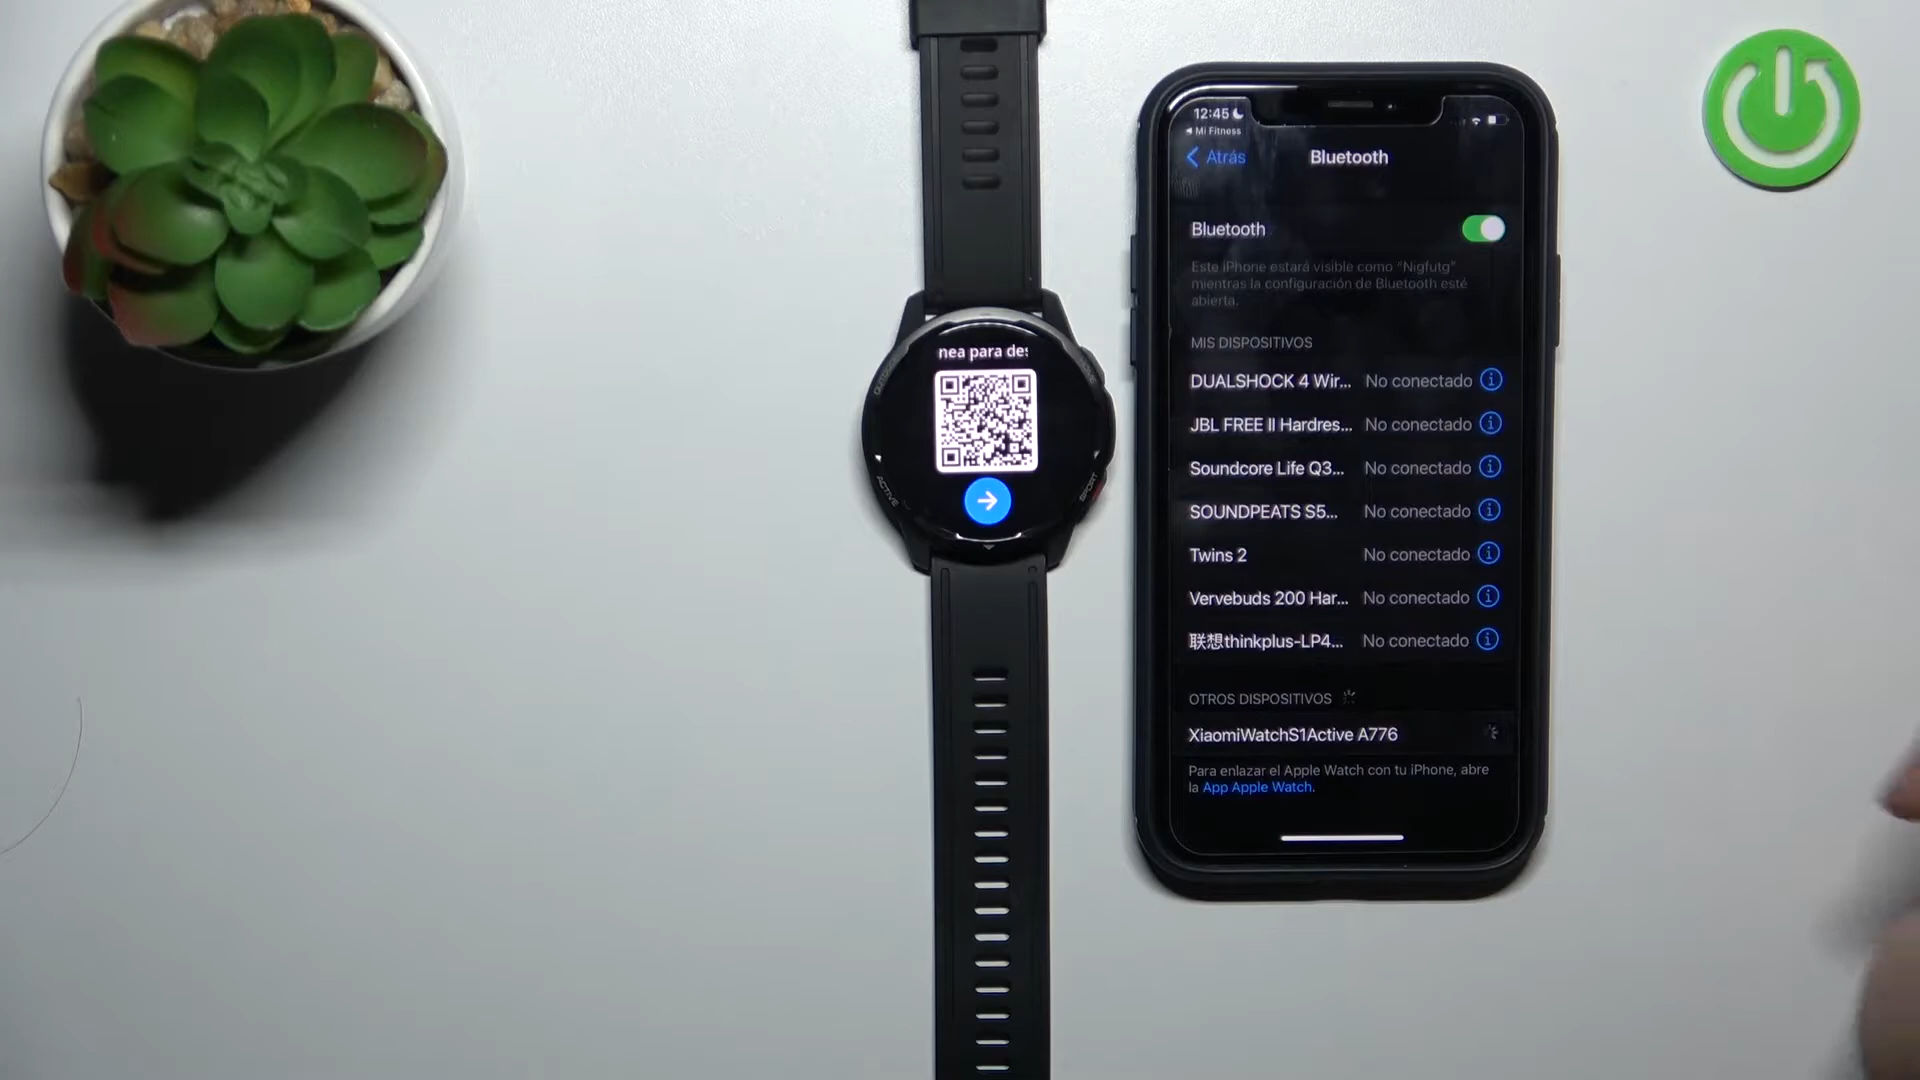 nea para des
OUTDOOR
HOME
ACTIVE
SPORT
12:45
Mi Fitness
Atrás
Bluetooth
Bluetooth
Este iPhone estará visible como “Nigfutg”
mientras la configuración de Bluetooth esté
abierta.
MIS DISPOSITIVOS
DUALSHOCK 4 Wir... No conectado
JBL FREE II Hardres... No conectado
Soundcore Life Q3... No conectado
SOUNDPEATS S5... No conectado
Twins 2 No conectado
Vervebuds 200 Har... No conectado
联想thinkplus-LP4... No conectado
OTROS DISPOSITIVOS
XiaomiWatchS1Active A776
Para enlazar el Apple Watch con tu iPhone, abre
la App Apple Watch.